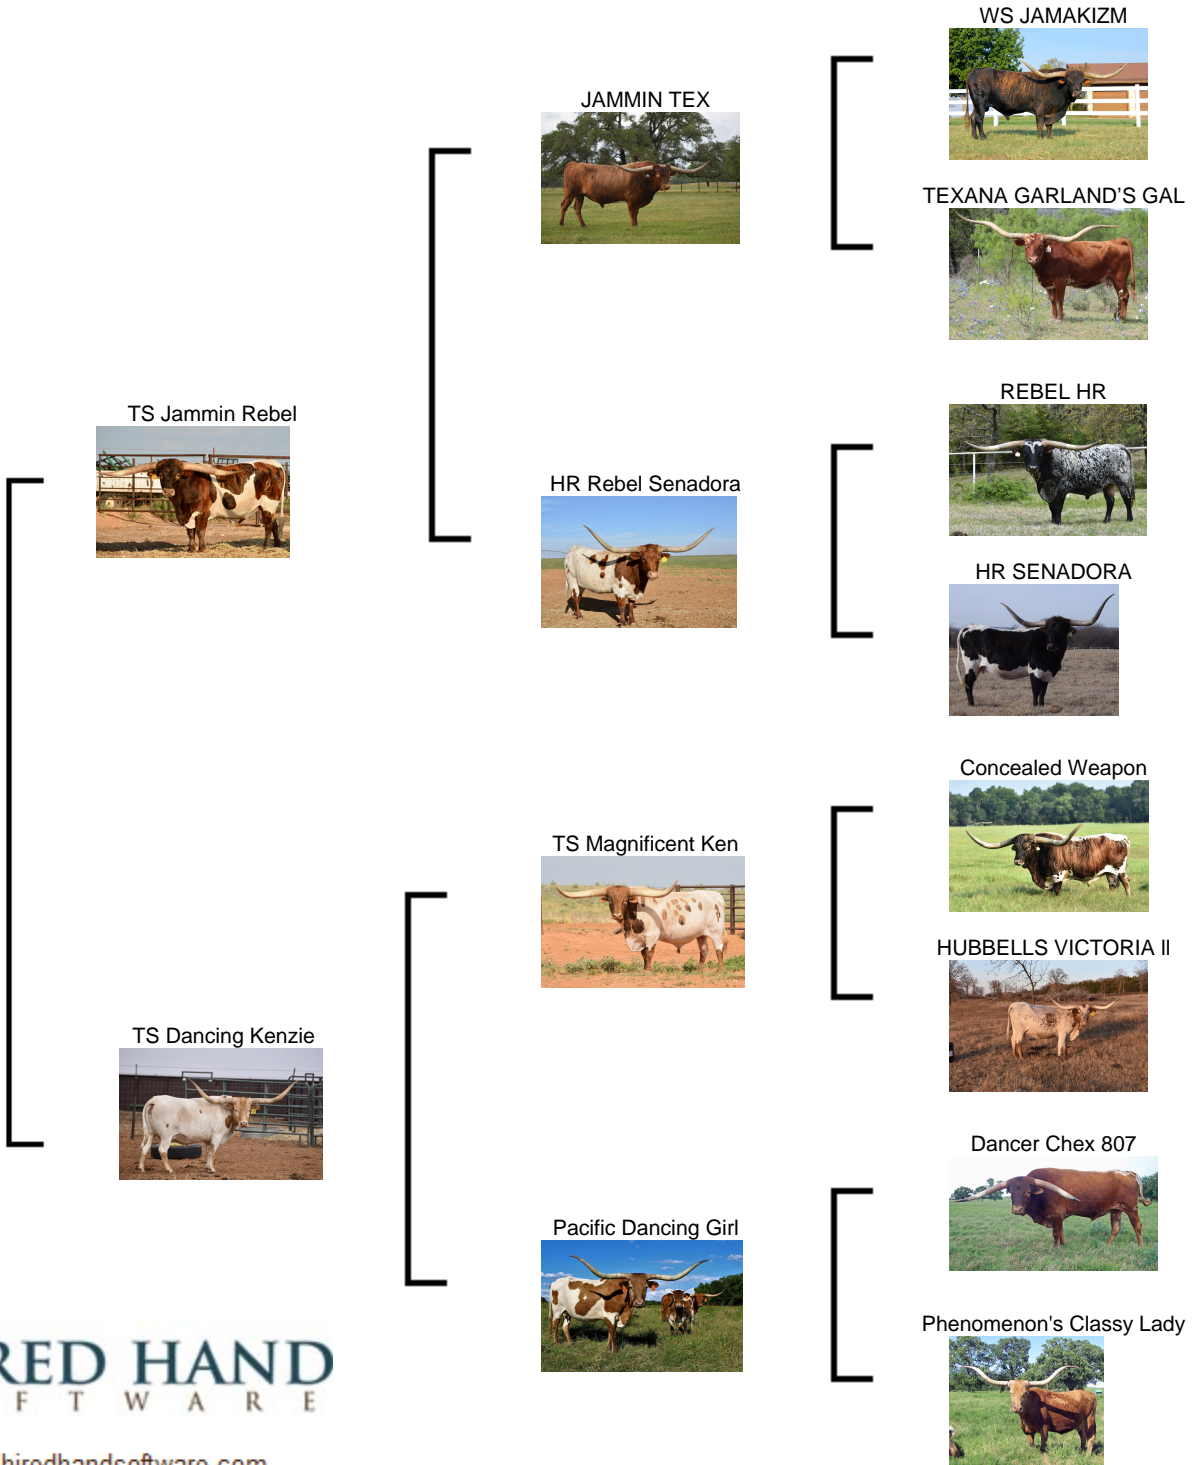 WS JAMAKIZM
JAMMIN TEX
TEXANA GARLAND'S GAL
TS Jammin Rebel
REBEL HR
HR Rebel Senadora
HR SENADORA
Concealed Weapon
TS Magnificent Ken
HUBBELLS VICTORIA II
TS Dancing Kenzie
Dancer Chex 807
Pacific Dancing Girl
Phenomenon's Classy Lady
RED HAND
F T W A R E
hiredhandsoftware.com